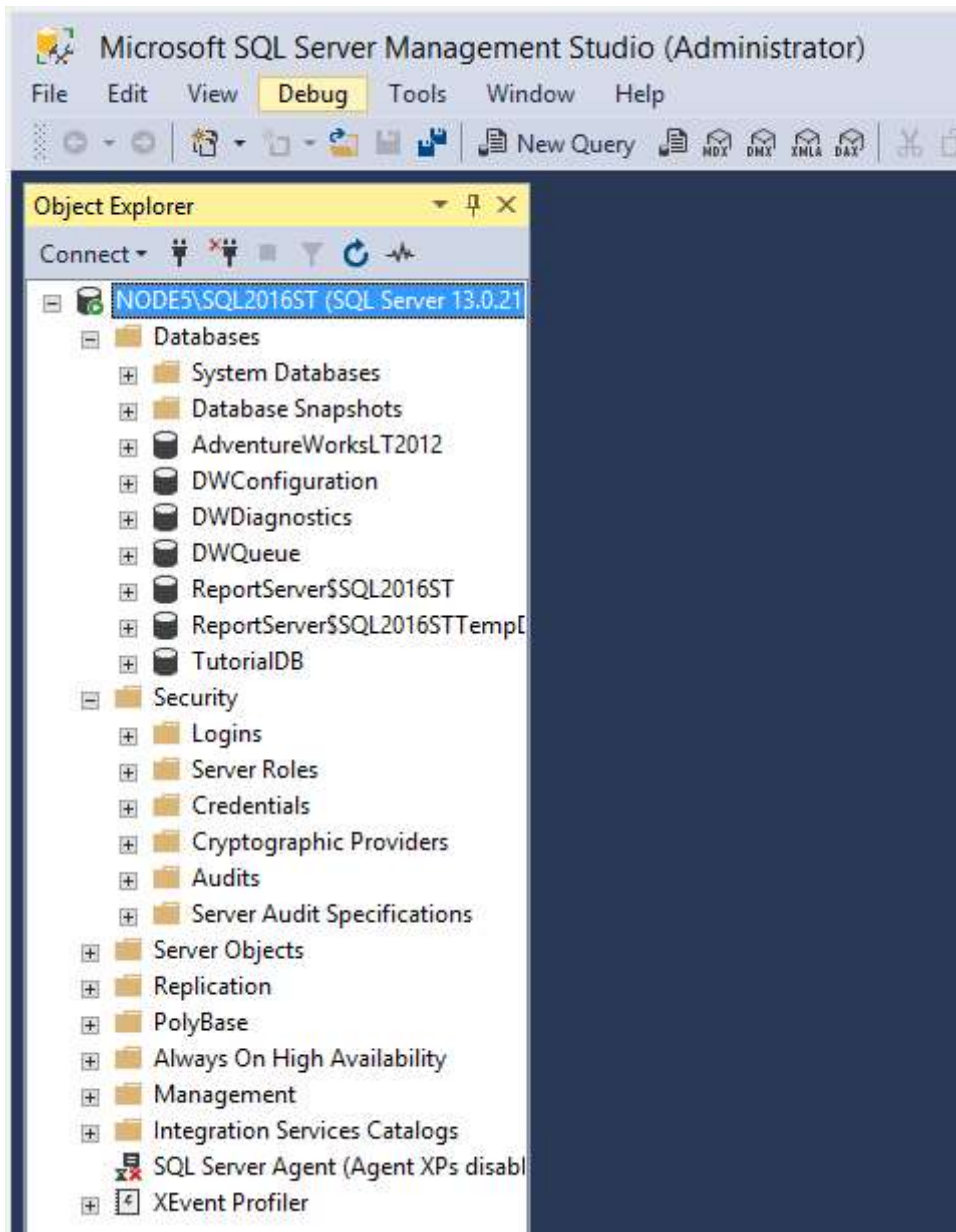 Microsoft SQL Server Management Studio (Administrator)
File Edit View Debug Tools Window Help
New Query MDX DMX XMLA DAX
Object Explorer
Connect
NODE5\SQL2016ST (SQL Server 13.0.21
Databases
System Databases
Database Snapshots
AdventureWorksLT2012
DWConfiguration
DWDiagnostics
DWQueue
ReportServer$SQL2016ST
ReportServer$SQL2016STTempD
TutorialDB
Security
Logins
Server Roles
Credentials
Cryptographic Providers
Audits
Server Audit Specifications
Server Objects
Replication
PolyBase
Always On High Availability
Management
Integration Services Catalogs
SQL Server Agent (Agent XPs disabl
XEvent Profiler